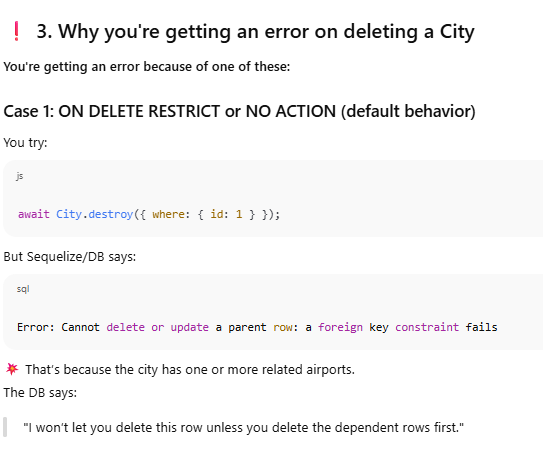 ❗ 3. Why you're getting an error on deleting a City
You're getting an error because of one of these:
Case 1: ON DELETE RESTRICT or NO ACTION (default behavior)
You try:
js
await City.destroy({ where: { id: 1 } });
But Sequelize/DB says:
sql
Error: Cannot delete or update a parent row: a foreign key constraint fails
💥 That's because the city has one or more related airports.
The DB says:
"I won't let you delete this row unless you delete the dependent rows first."